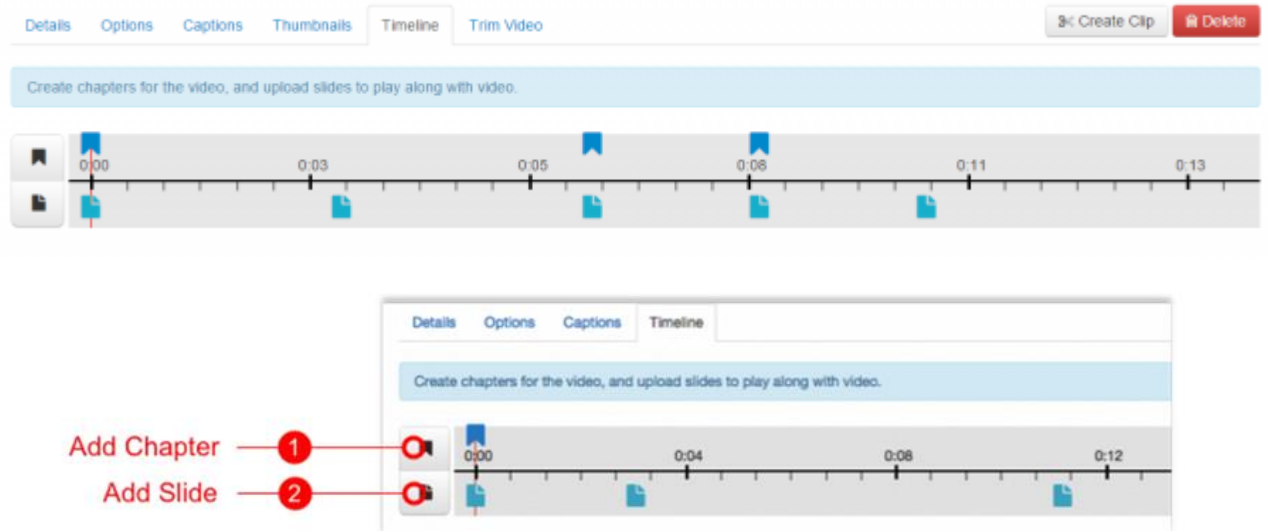 Details Options Captions Thumbnails Timeline Trim Video Create Clip Delete
Create chapters for the video, and upload slides to play along with video.
0:00 0:03 0:05 0:08 0:11 0:13
Details Options Captions Timeline
Create chapters for the video, and upload slides to play along with video.
Add Chapter 1
0:00 0:04 0:08 0:12
Add Slide 2